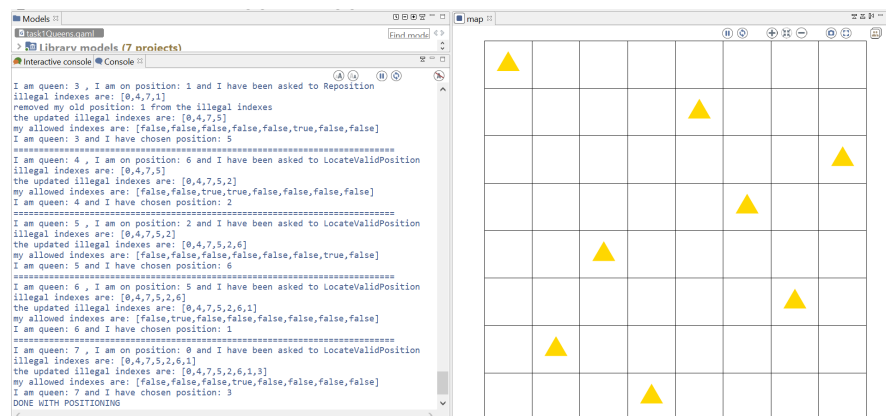 Models
task1Queens.gaml
Find mode
Library models (7 projects)
Interactive console Console
I am queen: 3 , I am on position: 1 and I have been asked to Reposition
illegal indexes are: [0,4,7,1]
removed my old position: 1 from the illegal indexes
the updated illegal indexes are: [0,4,7,5]
my allowed indexes are: [false,false,false,false,false,true,false,false]
I am queen: 3 and I have chosen position: 5
==========================================================================
I am queen: 4 , I am on position: 6 and I have been asked to LocateValidPosition
illegal indexes are: [0,4,7,5]
the updated illegal indexes are: [0,4,7,5,2]
my allowed indexes are: [false,false,true,true,false,false,false,false]
I am queen: 4 and I have chosen position: 2
==========================================================================
I am queen: 5 , I am on position: 2 and I have been asked to LocateValidPosition
illegal indexes are: [0,4,7,5,2]
the updated illegal indexes are: [0,4,7,5,2,6]
my allowed indexes are: [false,false,false,false,false,false,true,false]
I am queen: 5 and I have chosen position: 6
==========================================================================
I am queen: 6 , I am on position: 5 and I have been asked to LocateValidPosition
illegal indexes are: [0,4,7,5,2,6]
the updated illegal indexes are: [0,4,7,5,2,6,1]
my allowed indexes are: [false,true,false,false,false,false,false,false]
I am queen: 6 and I have chosen position: 1
==========================================================================
I am queen: 7 , I am on position: 0 and I have been asked to LocateValidPosition
illegal indexes are: [0,4,7,5,2,6,1]
the updated illegal indexes are: [0,4,7,5,2,6,1,3]
my allowed indexes are: [false,false,false,true,false,false,false,false]
I am queen: 7 and I have chosen position: 3
DONE WITH POSITIONING
map